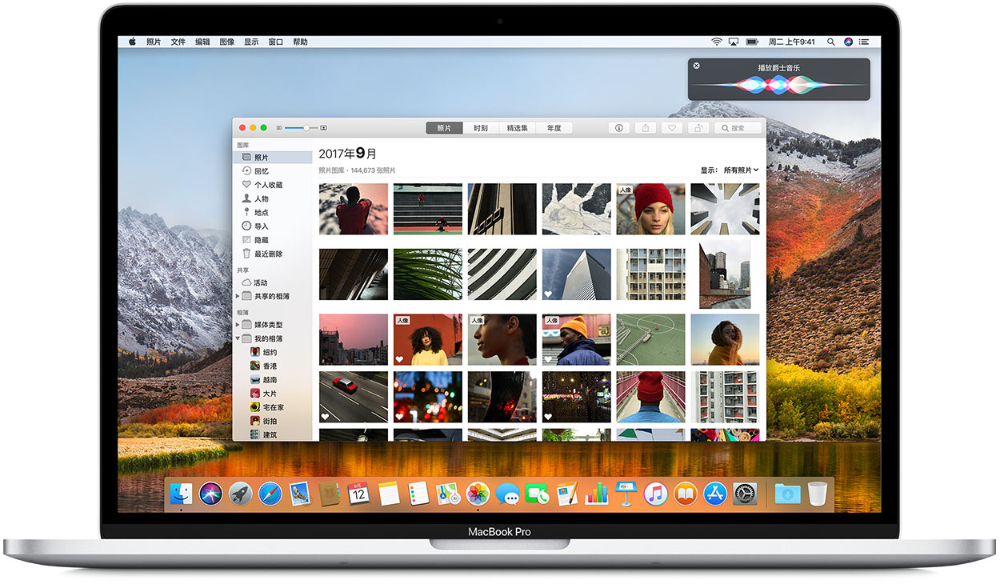 照片 文件 编辑 图像 显示 窗口 帮助 周二 上午9:41
播放爵士音乐
照片 时刻 精选集 年度 搜索
图库
照片
回忆
个人收藏
人物
地点
导入
隐藏
最近删除
共享
活动
共享的相簿
相簿
媒体类型
我的相簿
纽约
香港
越南
大片
宅在家
街拍
建筑
2017年9月
照片图库・144,673 张照片
显示: 所有照片
人像
人像 人像 人像
9月
12
MacBook Pro